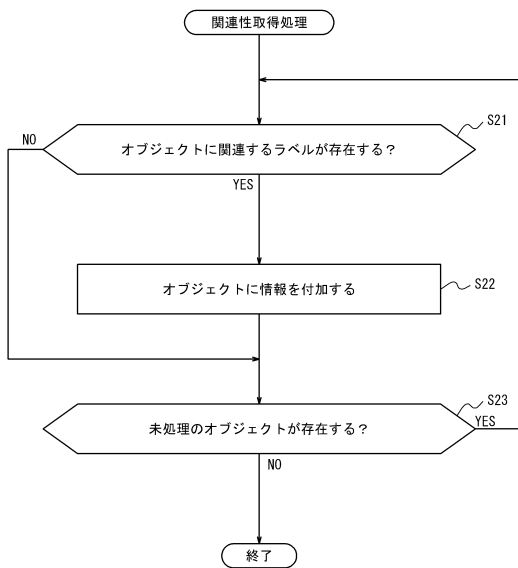 関連性取得処理
S21
NO
オブジェクトに関連するラベルが存在する?
YES
オブジェクトに情報を付加する
S22
S23
未処理のオブジェクトが存在する?
YES
NO
終了